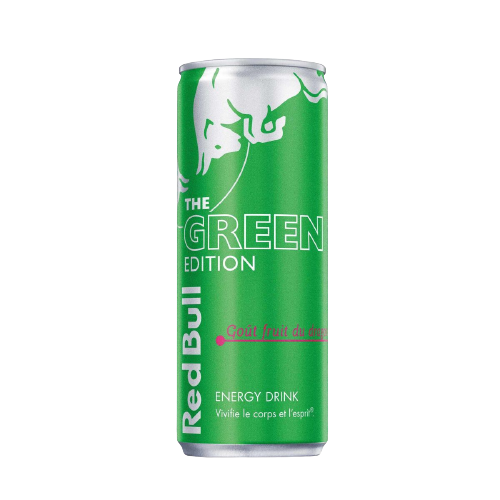 THE
GREEN
EDITION
Red Bull
Goût fruit du
ENERGY DRINK
Vivifie le corps et l'esprit®.